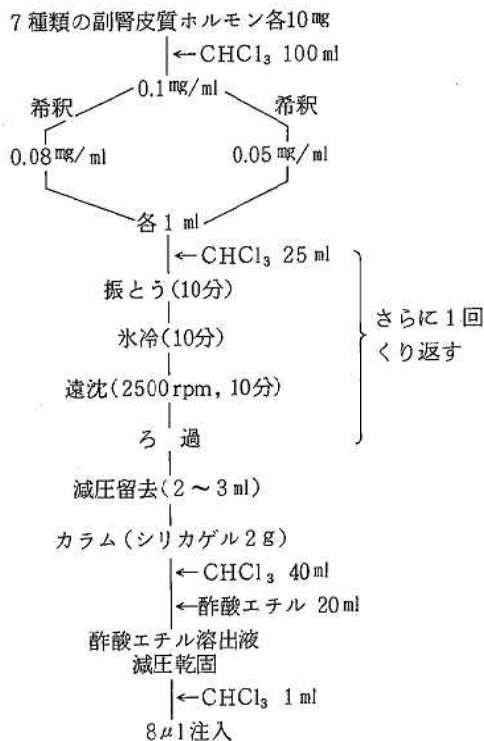 7種類の副腎皮質ホルモン各10mg
←CHCl₃ 100ml
0.1mg/ml
希釈 希釈
0.08mg/ml 0.05mg/ml
各1ml
←CHCl₃ 25ml
振とう(10分)
氷冷(10分)
遠沈(2500rpm, 10分)
ろ過
さらに1回
くり返す
減圧留去(2～3ml)
カラム(シリカゲル2g)
←CHCl₃ 40ml
←酢酸エチル 20ml
酢酸エチル溶出液
減圧乾固
←CHCl₃ 1ml
8μl注入